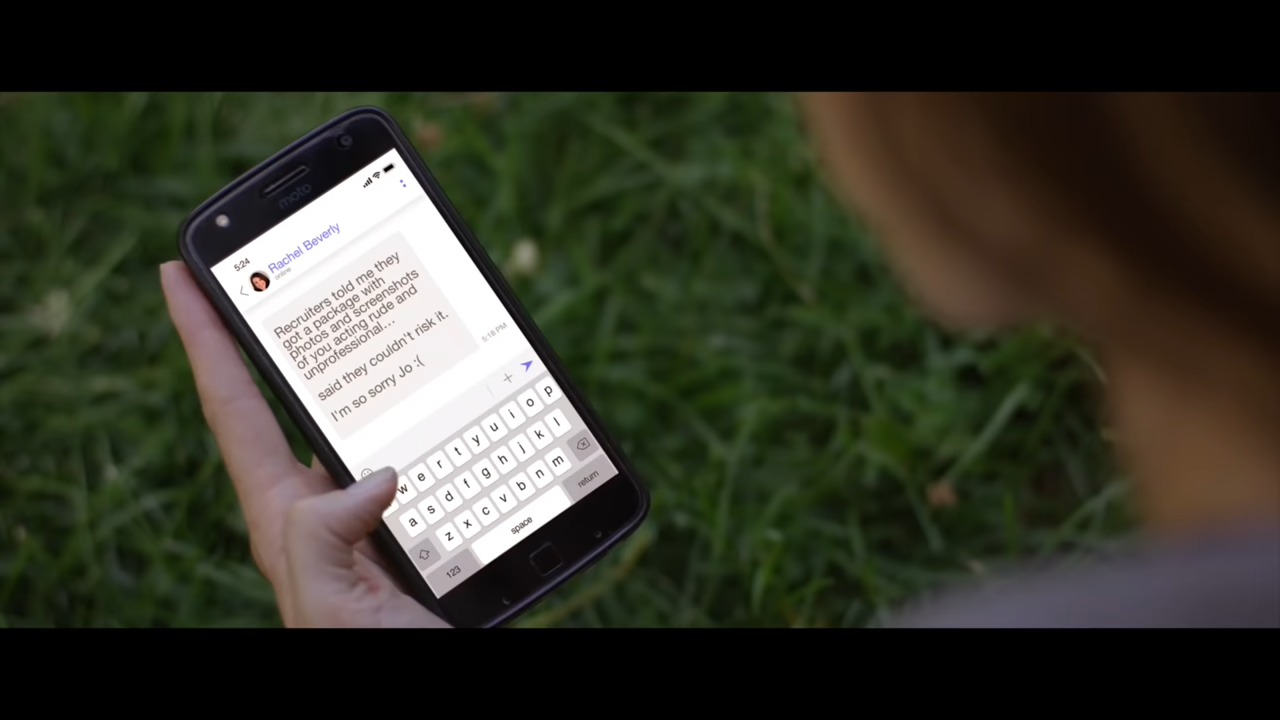 moto
5:24
Rachel Beverly
online
Recruiters told me they
got a package with
photos and screenshots
of you acting rude and
unprofessional...
said they couldn't risk it.
I'm so sorry Jo :(
5:18 PM
w e r t y u i o p
a s d f g h j k l
z x c v b n m
123 space return